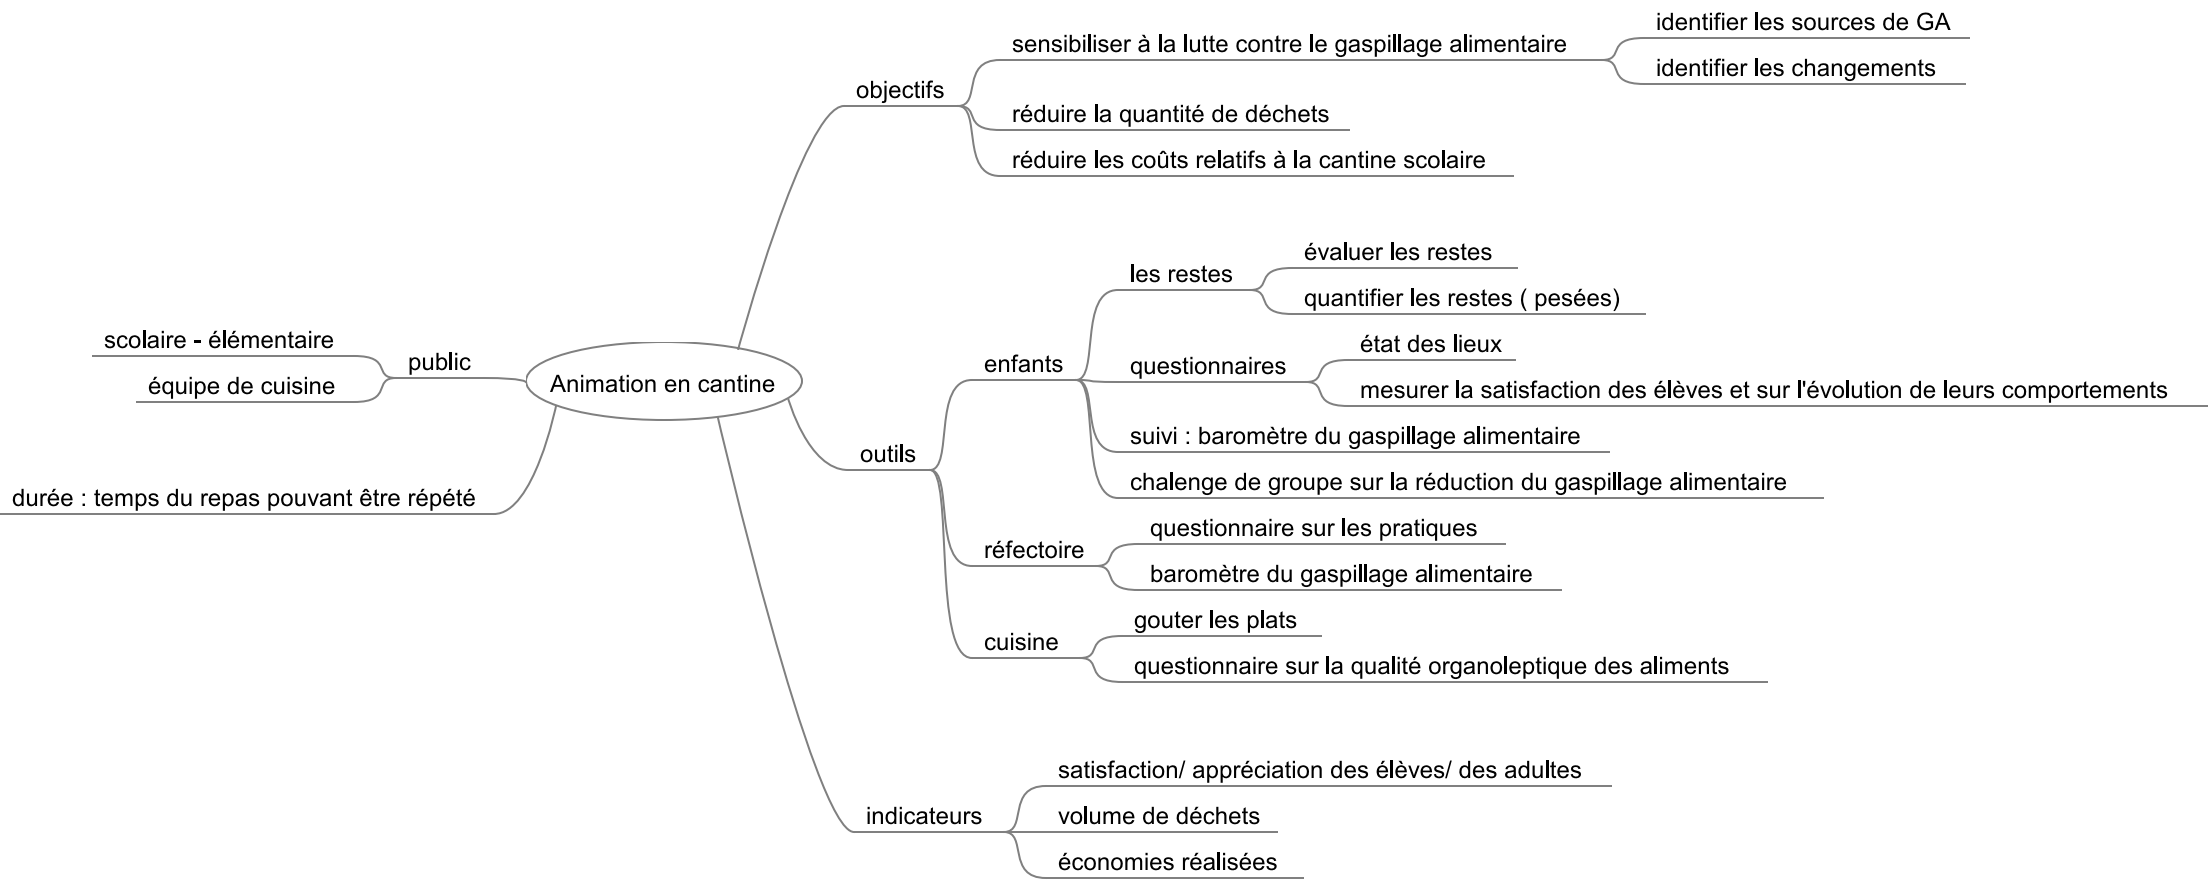 Animation en cantine
objectifs
sensibiliser à la lutte contre le gaspillage alimentaire
identifier les sources de GA
identifier les changements
réduire la quantité de déchets
réduire les coûts relatifs à la cantine scolaire
outils
enfants
les restes
évaluer les restes
quantifier les restes ( pesées)
questionnaires
état des lieux
mesurer la satisfaction des élèves et sur l'évolution de leurs comportements
suivi : baromètre du gaspillage alimentaire
chalenge de groupe sur la réduction du gaspillage alimentaire
réfectoire
questionnaire sur les pratiques
baromètre du gaspillage alimentaire
cuisine
gouter les plats
questionnaire sur la qualité organoleptique des aliments
indicateurs
satisfaction/ appréciation des élèves/ des adultes
volume de déchets
économies réalisées
public
scolaire - élémentaire
équipe de cuisine
durée : temps du repas pouvant être répété